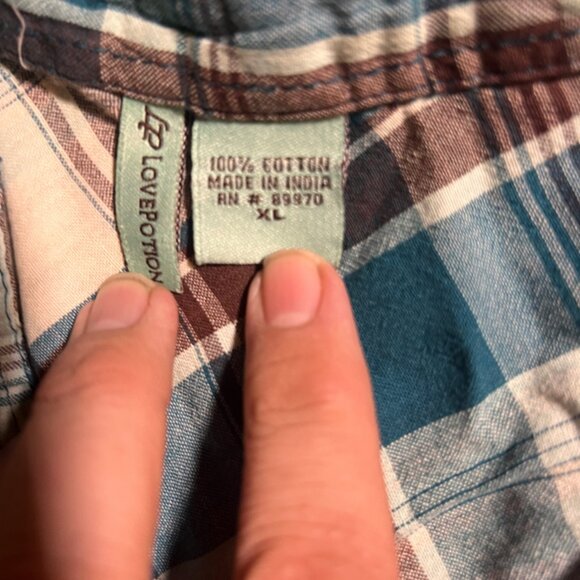 LP LOVEPOTION
100% COTTON
MADE IN INDIA
RN # 89970
XL